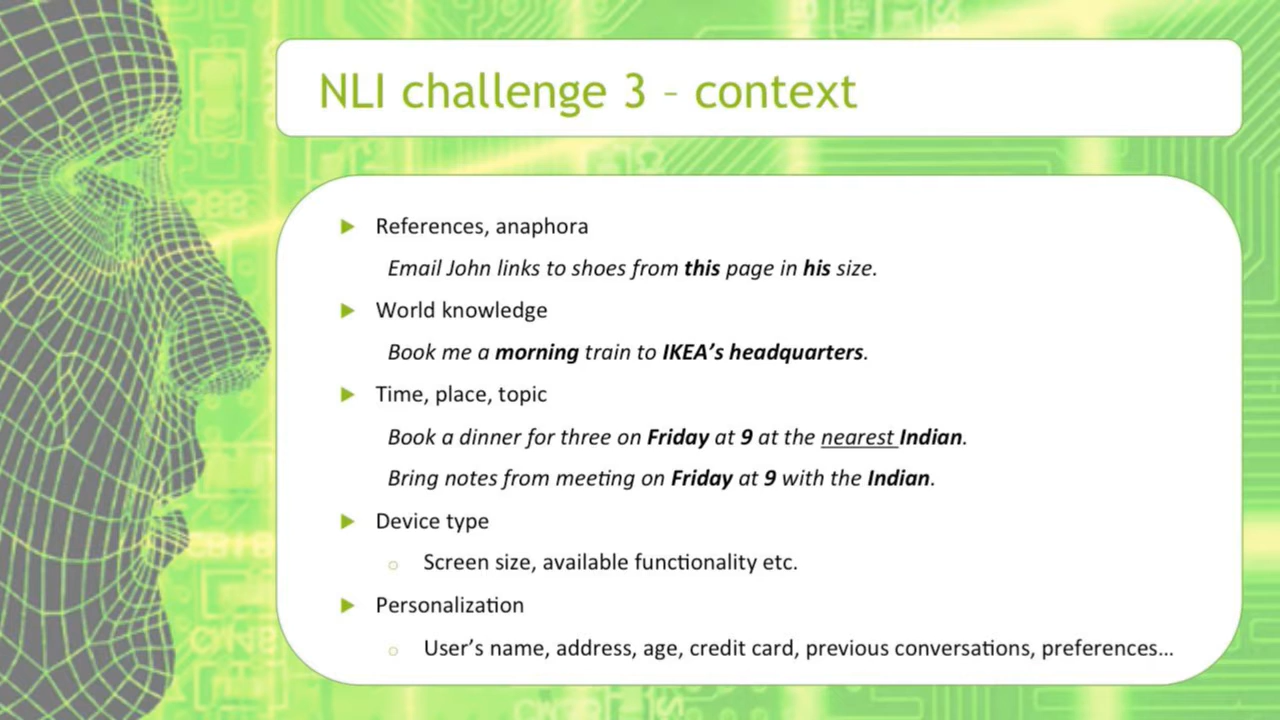 NLI challenge 3 – context
References, anaphora
Email John links to shoes from this page in his size.
World knowledge
Book me a morning train to IKEA’s headquarters.
Time, place, topic
Book a dinner for three on Friday at 9 at the nearest Indian.
Bring notes from meeting on Friday at 9 with the Indian.
Device type
Screen size, available functionality etc.
Personalization
User’s name, address, age, credit card, previous conversations, preferences…